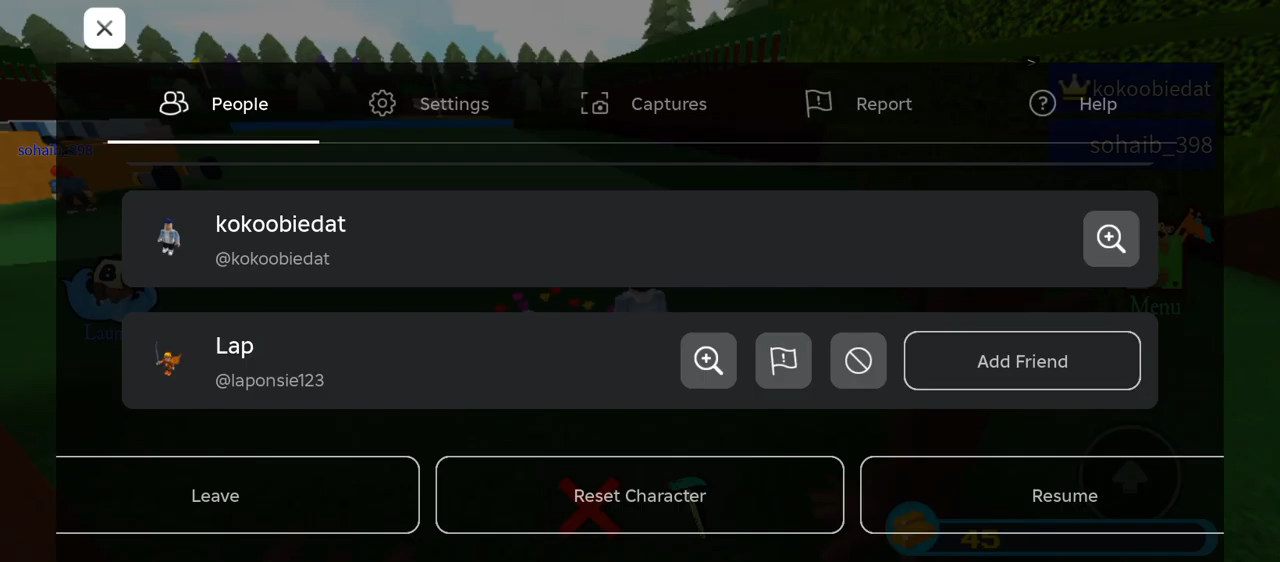 People
Settings
Captures
Report
Help
kokoobiedat
sohaib_398
sohaib_398
kokoobiedat
@kokoobiedat
Lap
@laponsie123
Add Friend
Menu
Leave
Reset Character
Resume
45